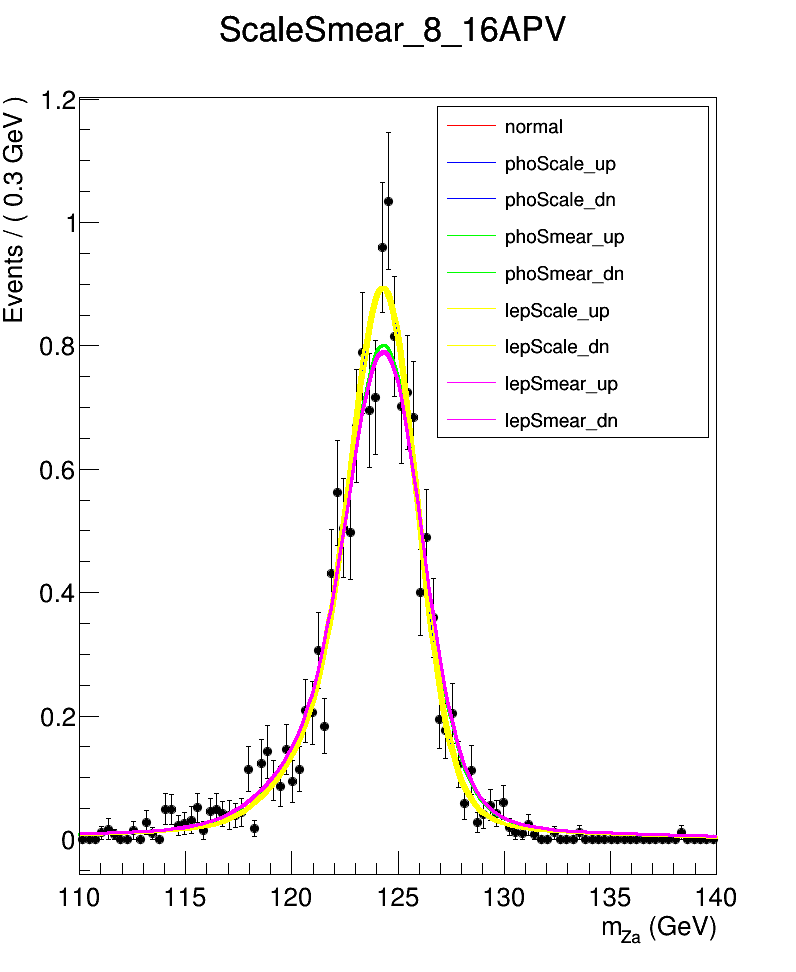 ScaleSmear_8_16APV
Events / ( 0.3 GeV )
1.2
1
0.8
0.6
0.4
0.2
0
normal
phoScale_up
phoScale_dn
phoSmear_up
phoSmear_dn
lepScale_up
lepScale_dn
lepSmear_up
lepSmear_dn
110 115 120 125 130 135 140
m_Za (GeV)